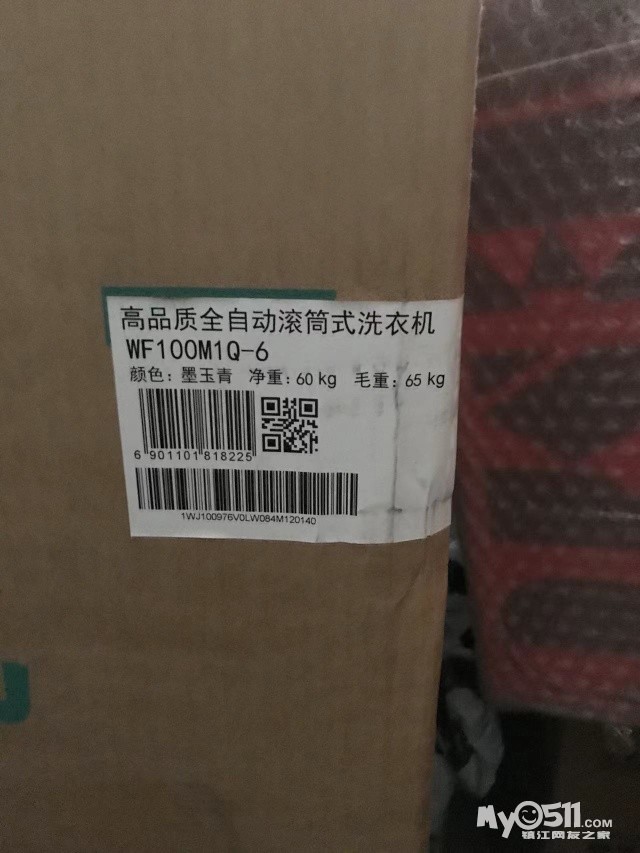 高品质全自动滚筒式洗衣机
WF100M1Q-6
颜色：墨玉青 净重：60 kg 毛重：65 kg
6 901101 818225
1WJ100976V0LW084M120140
My0511.COM
镇江网友之家